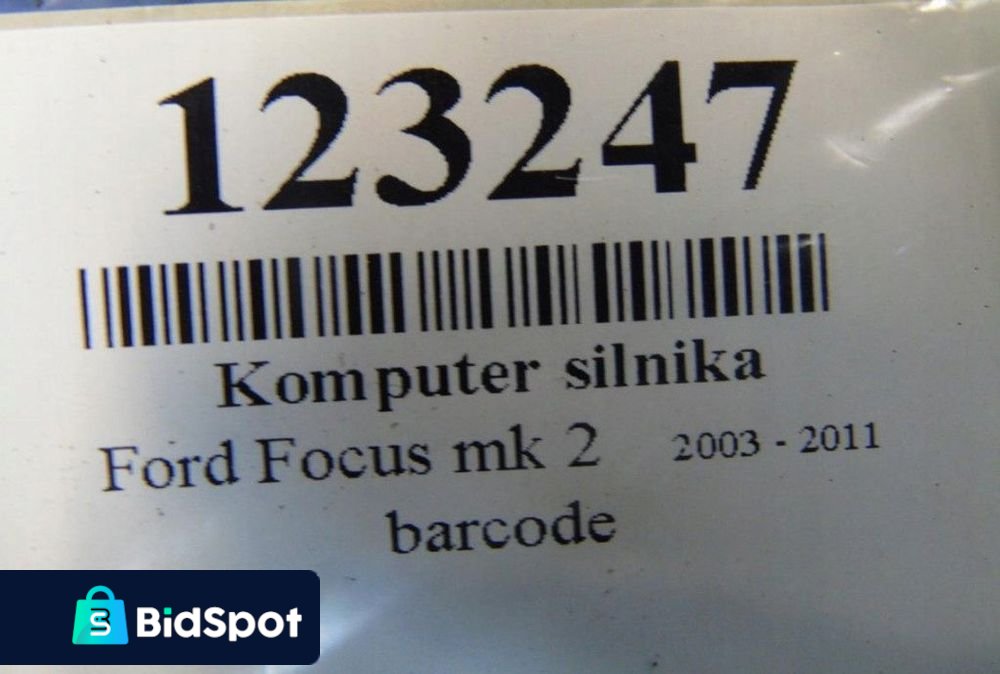 123247
Komputer silnika
Ford Focus mk 2 2003 - 2011
barcode
BidSpot